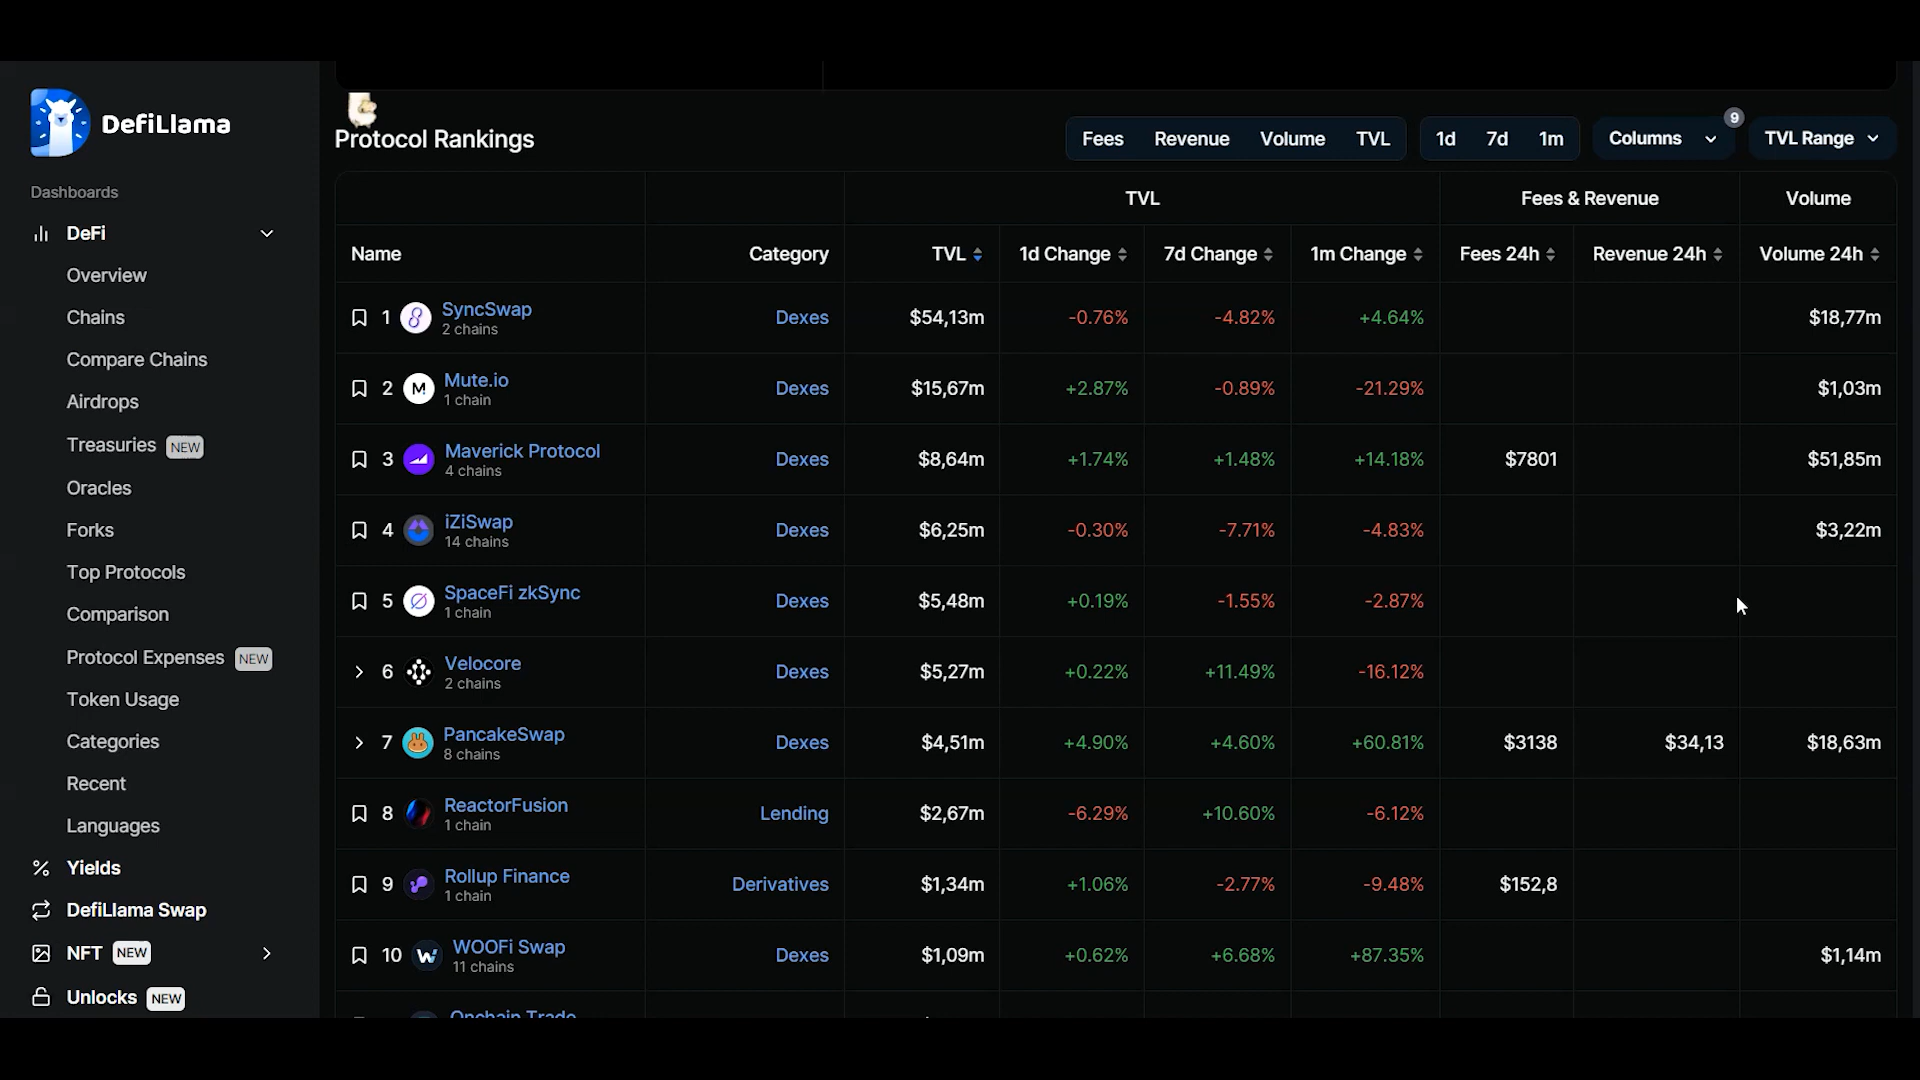 DefiLlama
Dashboards
DeFi
Overview
Chains
Compare Chains
Airdrops
Treasuries NEW
Oracles
Forks
Top Protocols
Comparison
Protocol Expenses NEW
Token Usage
Categories
Recent
Languages
Yields
DefiLlama Swap
NFT NEW
Unlocks NEW
Protocol Rankings
Fees Revenue Volume TVL 1d 7d 1m Columns 9 TVL Range
TVL Fees & Revenue Volume
Name Category TVL 1d Change 7d Change 1m Change Fees 24h Revenue 24h Volume 24h
1 SyncSwap Dexes $54,13m -0.76% -4.82% +4.64% $18,77m
2 chains
2 M. Mute.io Dexes $15,67m +2.87% -0.89% -21.29% $1,03m
1 chain
3 Maverick Protocol Dexes $8,64m +1.74% +1.48% +14.18% $7801 $51,85m
4 chains
4 iZiSwap Dexes $6,25m -0.30% -7.71% -4.83% $3,22m
14 chains
5 SpaceFi zkSync Dexes $5,48m +0.19% -1.55% -2.87%
1 chain
6 Velocore Dexes $5,27m +0.22% +11.49% -16.12%
2 chains
7 PancakeSwap Dexes $4,51m +4.90% +4.60% +60.81% $3138 $34,13 $18,63m
8 chains
8 ReactorFusion Lending $2,67m -6.29% +10.60% -6.12%
1 chain
9 Rollup Finance Derivatives $1,34m +1.06% -2.77% -9.48% $152,8
1 chain
10 WOOFi Swap Dexes $1,09m +0.62% +6.68% +87.35% $1,14m
11 chains
Onchain Trade